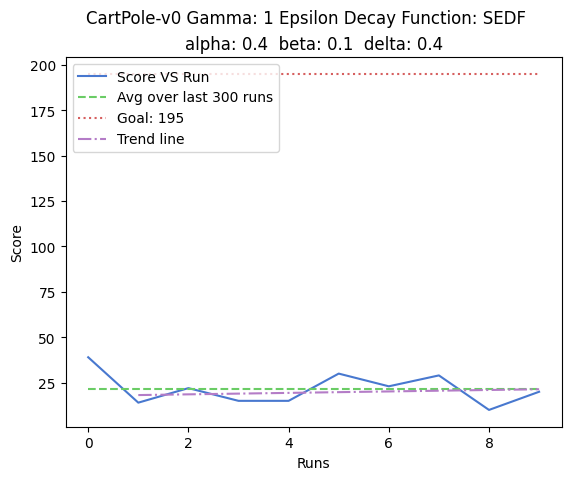 CartPole-v0 Gamma: 1 Epsilon Decay Function: SEDF
alpha: 0.4 beta: 0.1 delta: 0.4
Score VS Run
Avg over last 300 runs
Goal: 195
Trend line
200
175
150
125
100
75
50
25
Score
0 2 4 6 8
Runs